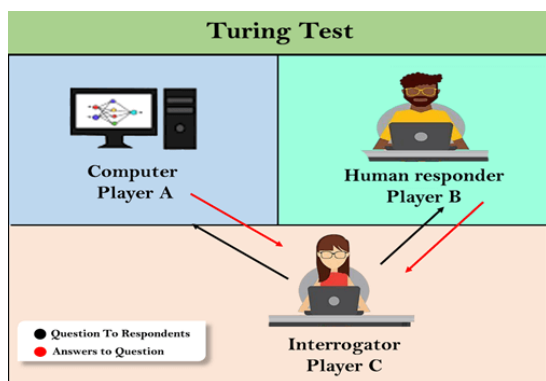 Turing Test
Computer
Player A
Human responder
Player B
Question To Respondents
Answers to Question
Interrogator
Player C